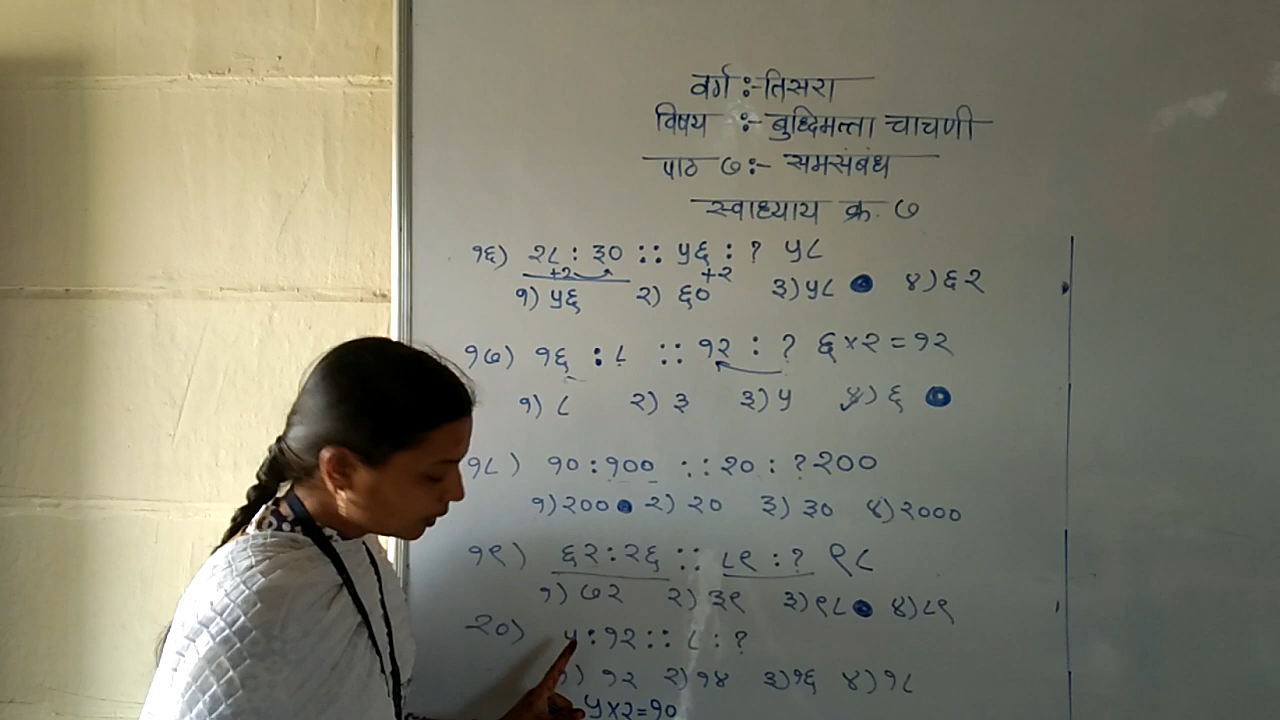 वर्ग :- तिसरा
विषय :- बुध्दिमत्ता चाचणी
पाठ ७ :- समसंबंध
स्वाध्याय क्र. ७
१६) २८ : ३० :: ५६ : ? ५८
+२ +२
१) ५६ २) ६० ३) ५८ ४) ६२
१७) १६ : ८ :: १२ : ? ६×२=१२
१) ८ २) ३ ३) ५ ४) ६
१८) १० : १०० :: २० : ? २००
१) २०० २) २० ३) ३० ४) २०००
१९) ६२ : २६ :: ८९ : ? ९८
१) ७२ २) ३९ ३) ९८ ४) ८९
२०) ५ : १२ :: ८ : ?
१) १२ २) १४ ३) १६ ४) १८
५×२=१०